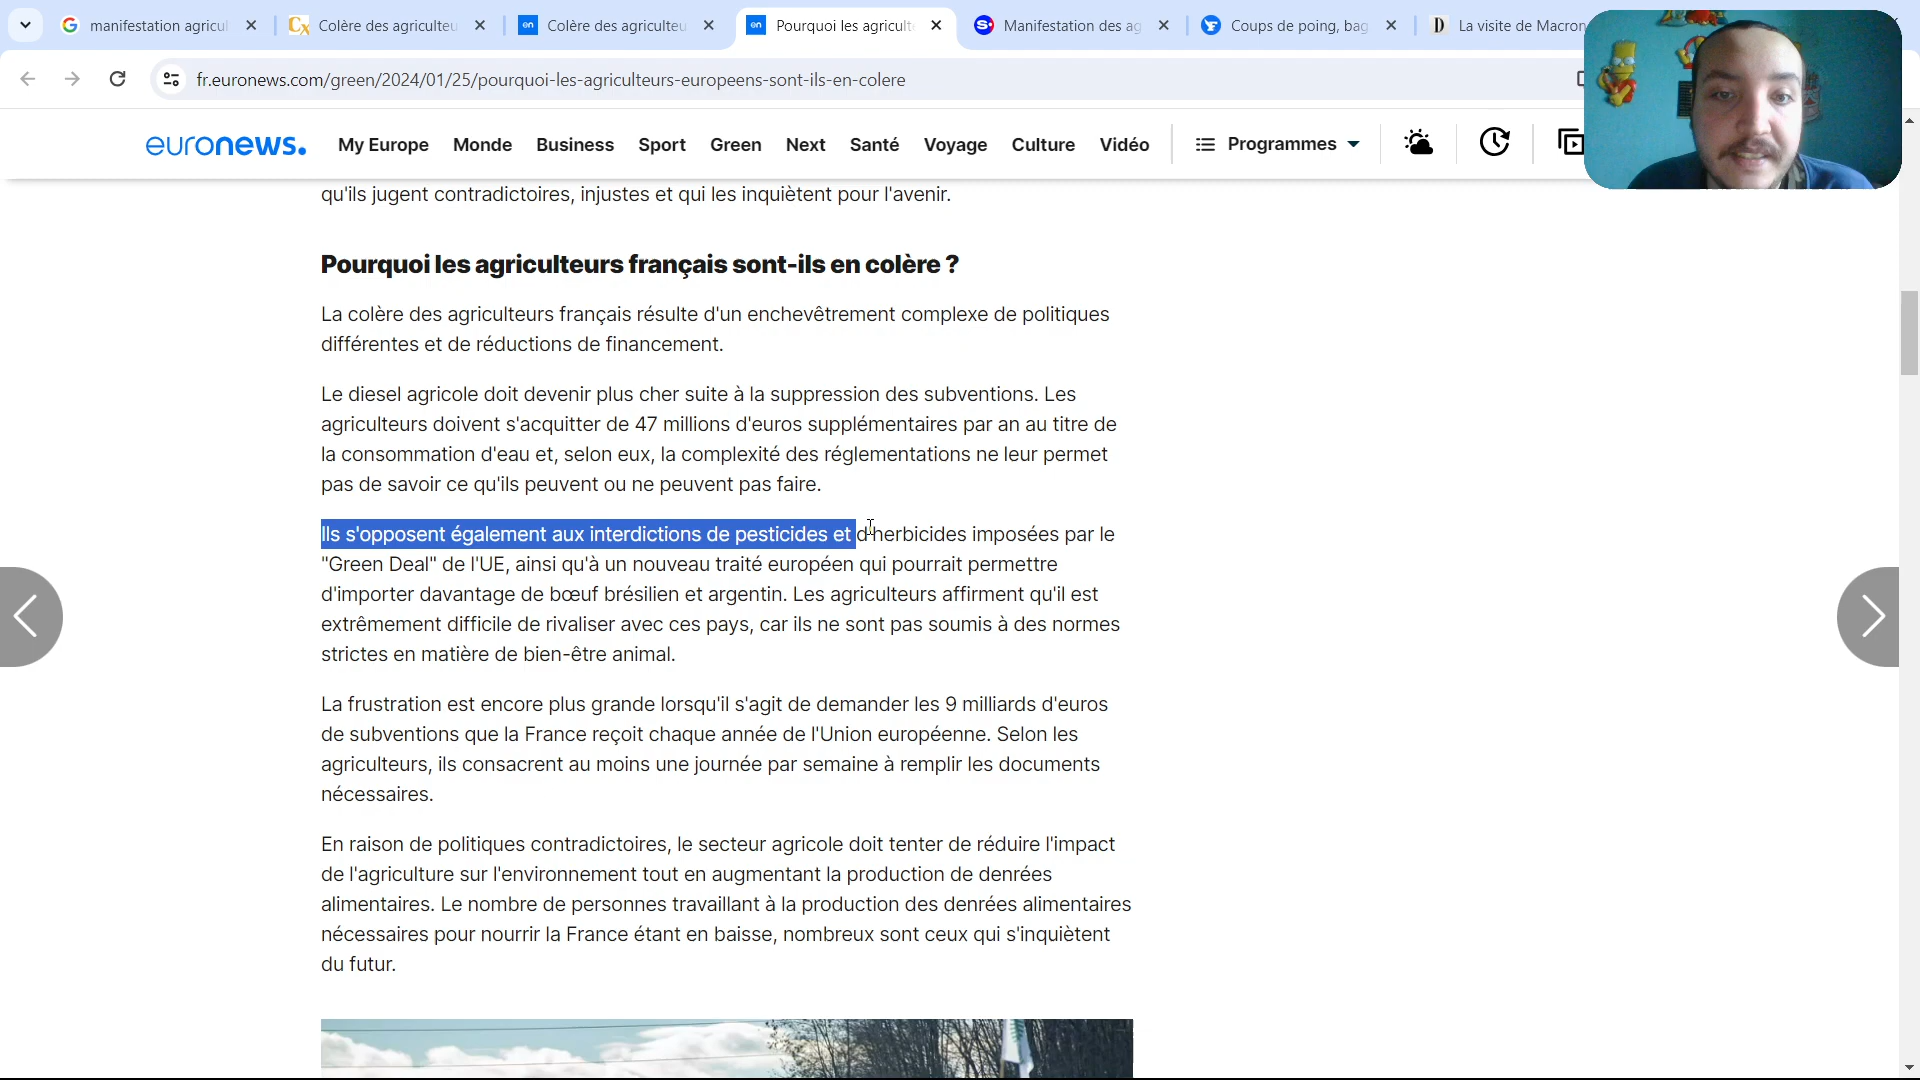 manifestation agricul
Colère des agriculteu
Colère des agriculteu
Pourquoi les agricult
Manifestation des ag
Coups de poing, bag
La visite de Macron
fr.euronews.com/green/2024/01/25/pourquoi-les-agriculteurs-europeens-sont-ils-en-colere
euronews. My Europe Monde Business Sport Green Next Santé Voyage Culture Vidéo Programmes
qu'ils jugent contradictoires, injustes et qui les inquiètent pour l'avenir.
Pourquoi les agriculteurs français sont-ils en colère ?
La colère des agriculteurs français résulte d'un enchevêtrement complexe de politiques
différentes et de réductions de financement.
Le diesel agricole doit devenir plus cher suite à la suppression des subventions. Les
agriculteurs doivent s'acquitter de 47 millions d'euros supplémentaires par an au titre de
la consommation d'eau et, selon eux, la complexité des réglementations ne leur permet
pas de savoir ce qu'ils peuvent ou ne peuvent pas faire.
Ils s'opposent également aux interdictions de pesticides et d'herbicides imposées par le
"Green Deal" de l'UE, ainsi qu'à un nouveau traité européen qui pourrait permettre
d'importer davantage de bœuf brésilien et argentin. Les agriculteurs affirment qu'il est
extrêmement difficile de rivaliser avec ces pays, car ils ne sont pas soumis à des normes
strictes en matière de bien-être animal.
La frustration est encore plus grande lorsqu'il s'agit de demander les 9 milliards d'euros
de subventions que la France reçoit chaque année de l'Union européenne. Selon les
agriculteurs, ils consacrent au moins une journée par semaine à remplir les documents
nécessaires.
En raison de politiques contradictoires, le secteur agricole doit tenter de réduire l'impact
de l'agriculture sur l'environnement tout en augmentant la production de denrées
alimentaires. Le nombre de personnes travaillant à la production des denrées alimentaires
nécessaires pour nourrir la France étant en baisse, nombreux sont ceux qui s'inquiètent
du futur.